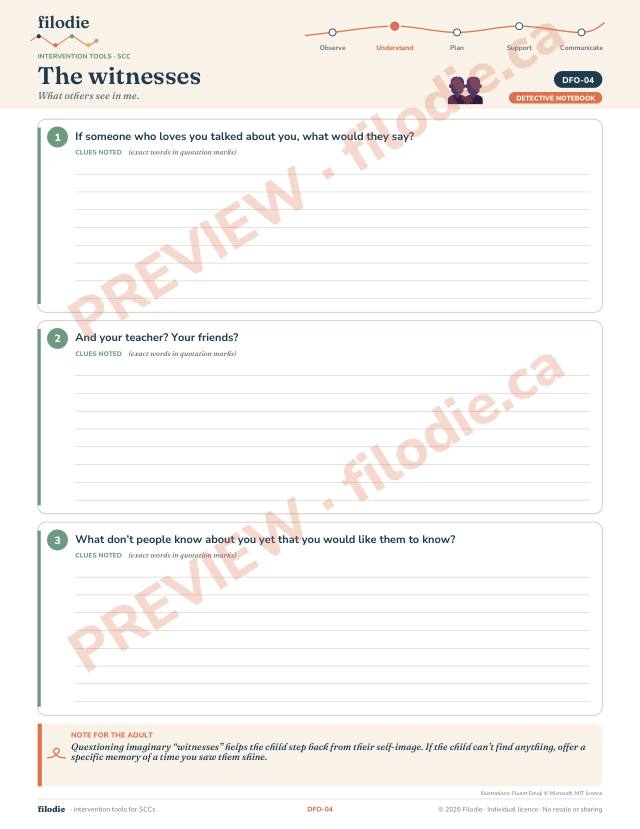 filodie
Observe Understand Plan Support Communicate
INTERVENTION TOOLS · SCC
The witnesses
What others see in me.
DFO-04
DETECTIVE NOTEBOOK
1 If someone who loves you talked about you, what would they say?
CLUES NOTED (exact words in quotation marks)
PREVIEW · filodie.ca
2 And your teacher? Your friends?
CLUES NOTED (exact words in quotation marks)
3 What don't people know about you yet that you would like them to know?
CLUES NOTED (exact words in quotation marks)
PREVIEW · filodie.ca
NOTE FOR THE ADULT
Questioning imaginary “witnesses” helps the child step back from their self-image. If the child can't find anything, offer a
specific memory of a time you saw them shine.
Illustrations: Fluent Emoji © Microsoft, MIT licence
filodie · intervention tools for SCCs DFO-04 © 2026 Filodie · Individual licence · No resale or sharing